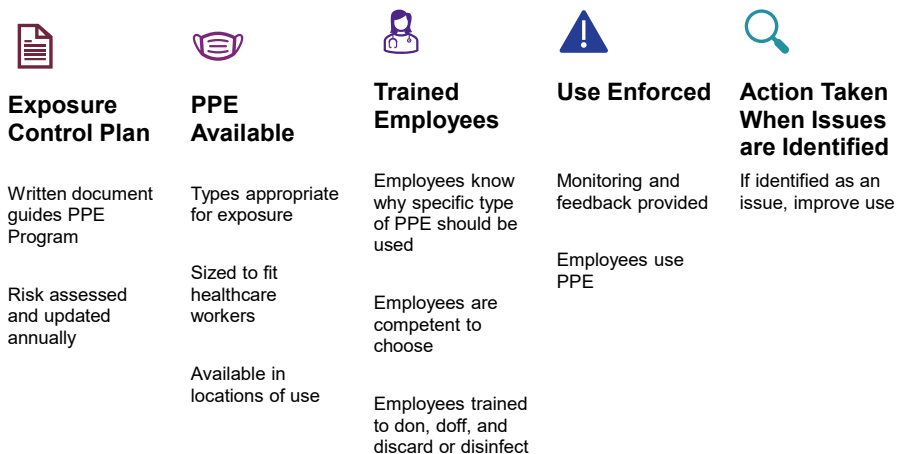 Exposure
Control Plan
Written document
guides PPE
Program
Risk assessed
and updated
annually
PPE
Available
Types appropriate
for exposure
Sized to fit
healthcare
workers
Available in
locations of use
Trained
Employees
Employees know
why specific type
of PPE should be
used
Employees are
competent to
choose
Employees trained
to don, doff, and
discard or disinfect
Use Enforced
Monitoring and
feedback provided
Employees use
PPE
Action Taken
When Issues
are Identified
If identified as an
issue, improve use